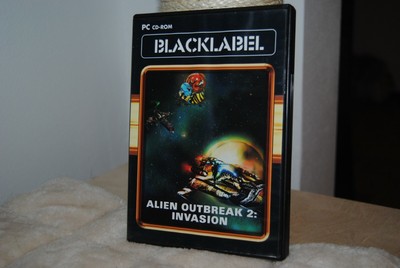 PC CD-ROM
BLACKLABEL
ALIEN OUTBREAK 2:
INVASION